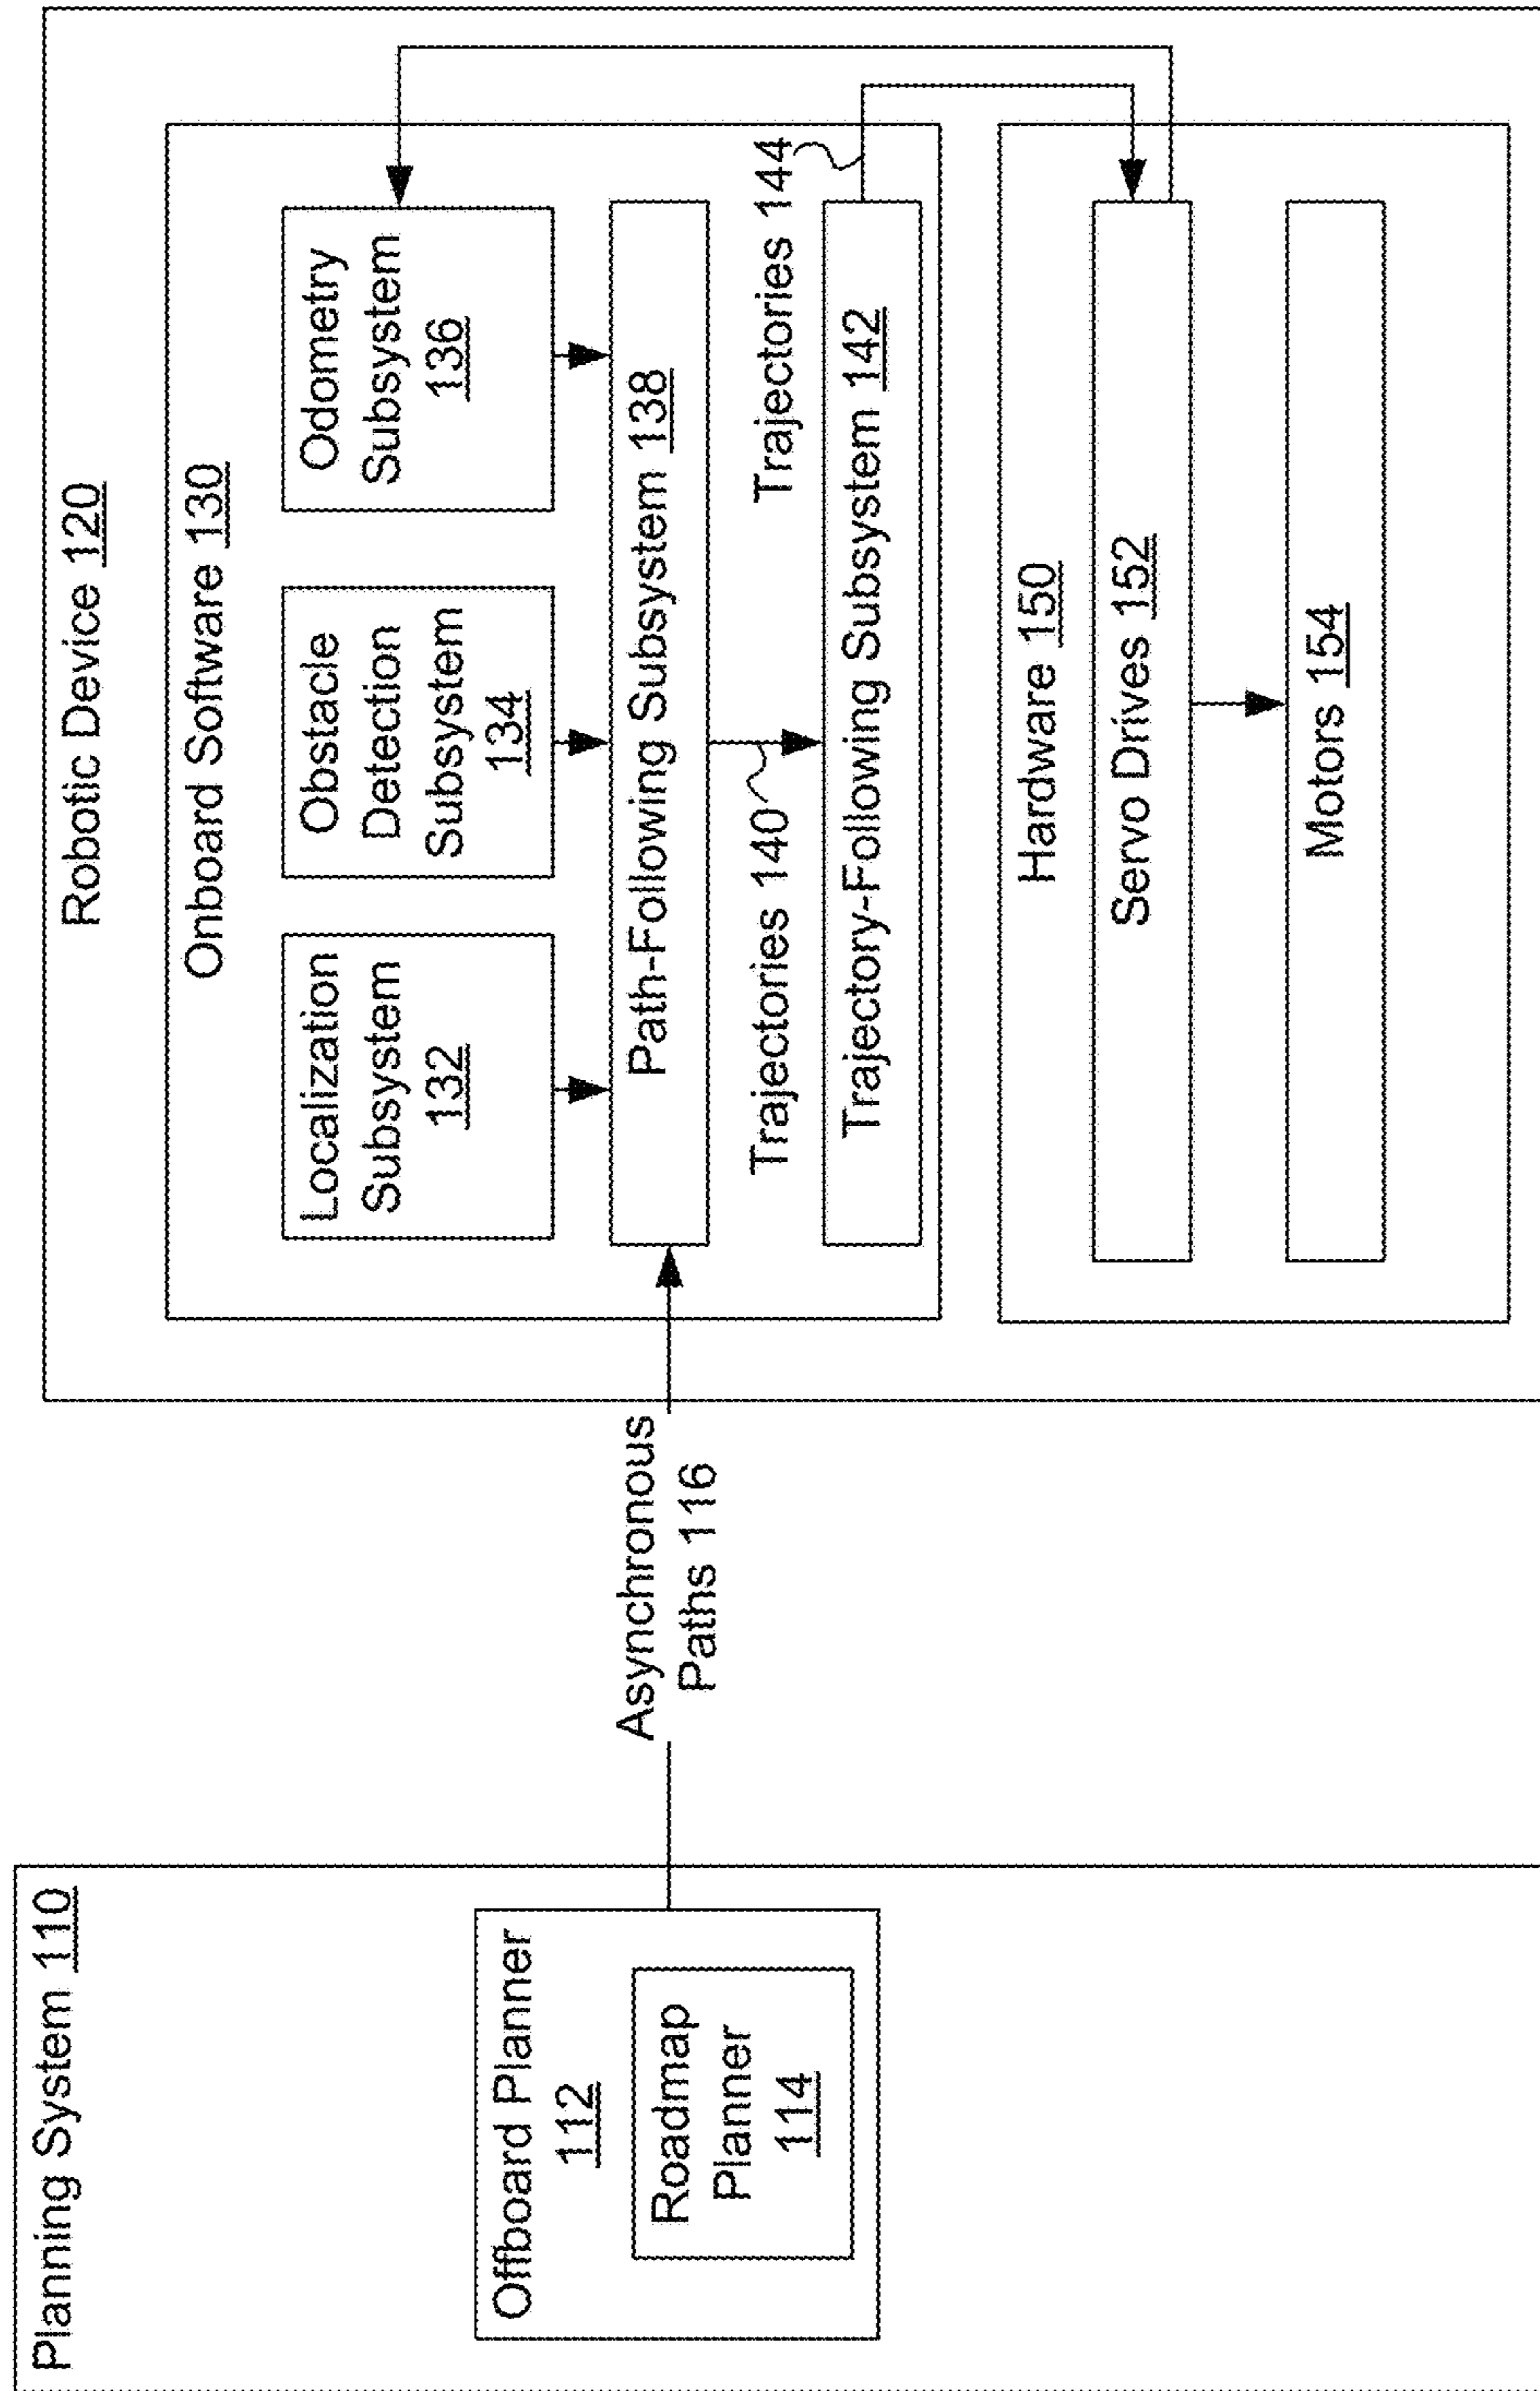 Planning System 110
Offboard Planner
112
Roadmap
Planner
114
Asynchronous
Paths 116
Robotic Device 120
Onboard Software 130
Localization
Subsystem
132
Obstacle
Detection
Subsystem
134
Odometry
Subsystem
136
Path-Following Subsystem 138
Trajectories 140
Trajectories 144
Trajectory-Following Subsystem 142
Hardware 150
Servo Drives 152
Motors 154